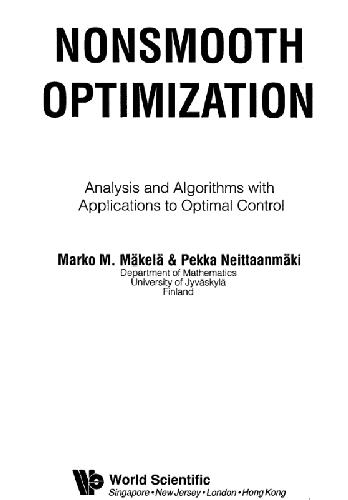 NONSMOOTH
OPTIMIZATION
Analysis and Algorithms with
Applications to Optimal Control
Marko M. Mäkelä & Pekka Neittaanmäki
Department of Mathematics
University of Jyväskylä
Finland
World Scientific
Singapore • New Jersey • London • Hong Kong